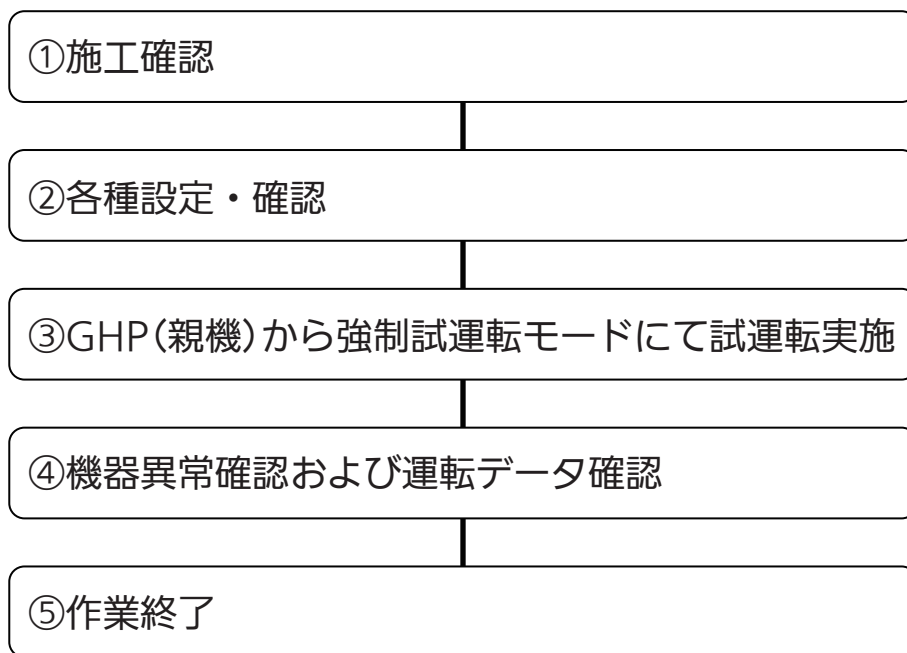 ①施工確認
②各種設定・確認
③GHP（親機）から強制試運転モードにて試運転実施
④機器異常確認および運転データ確認
⑤作業終了